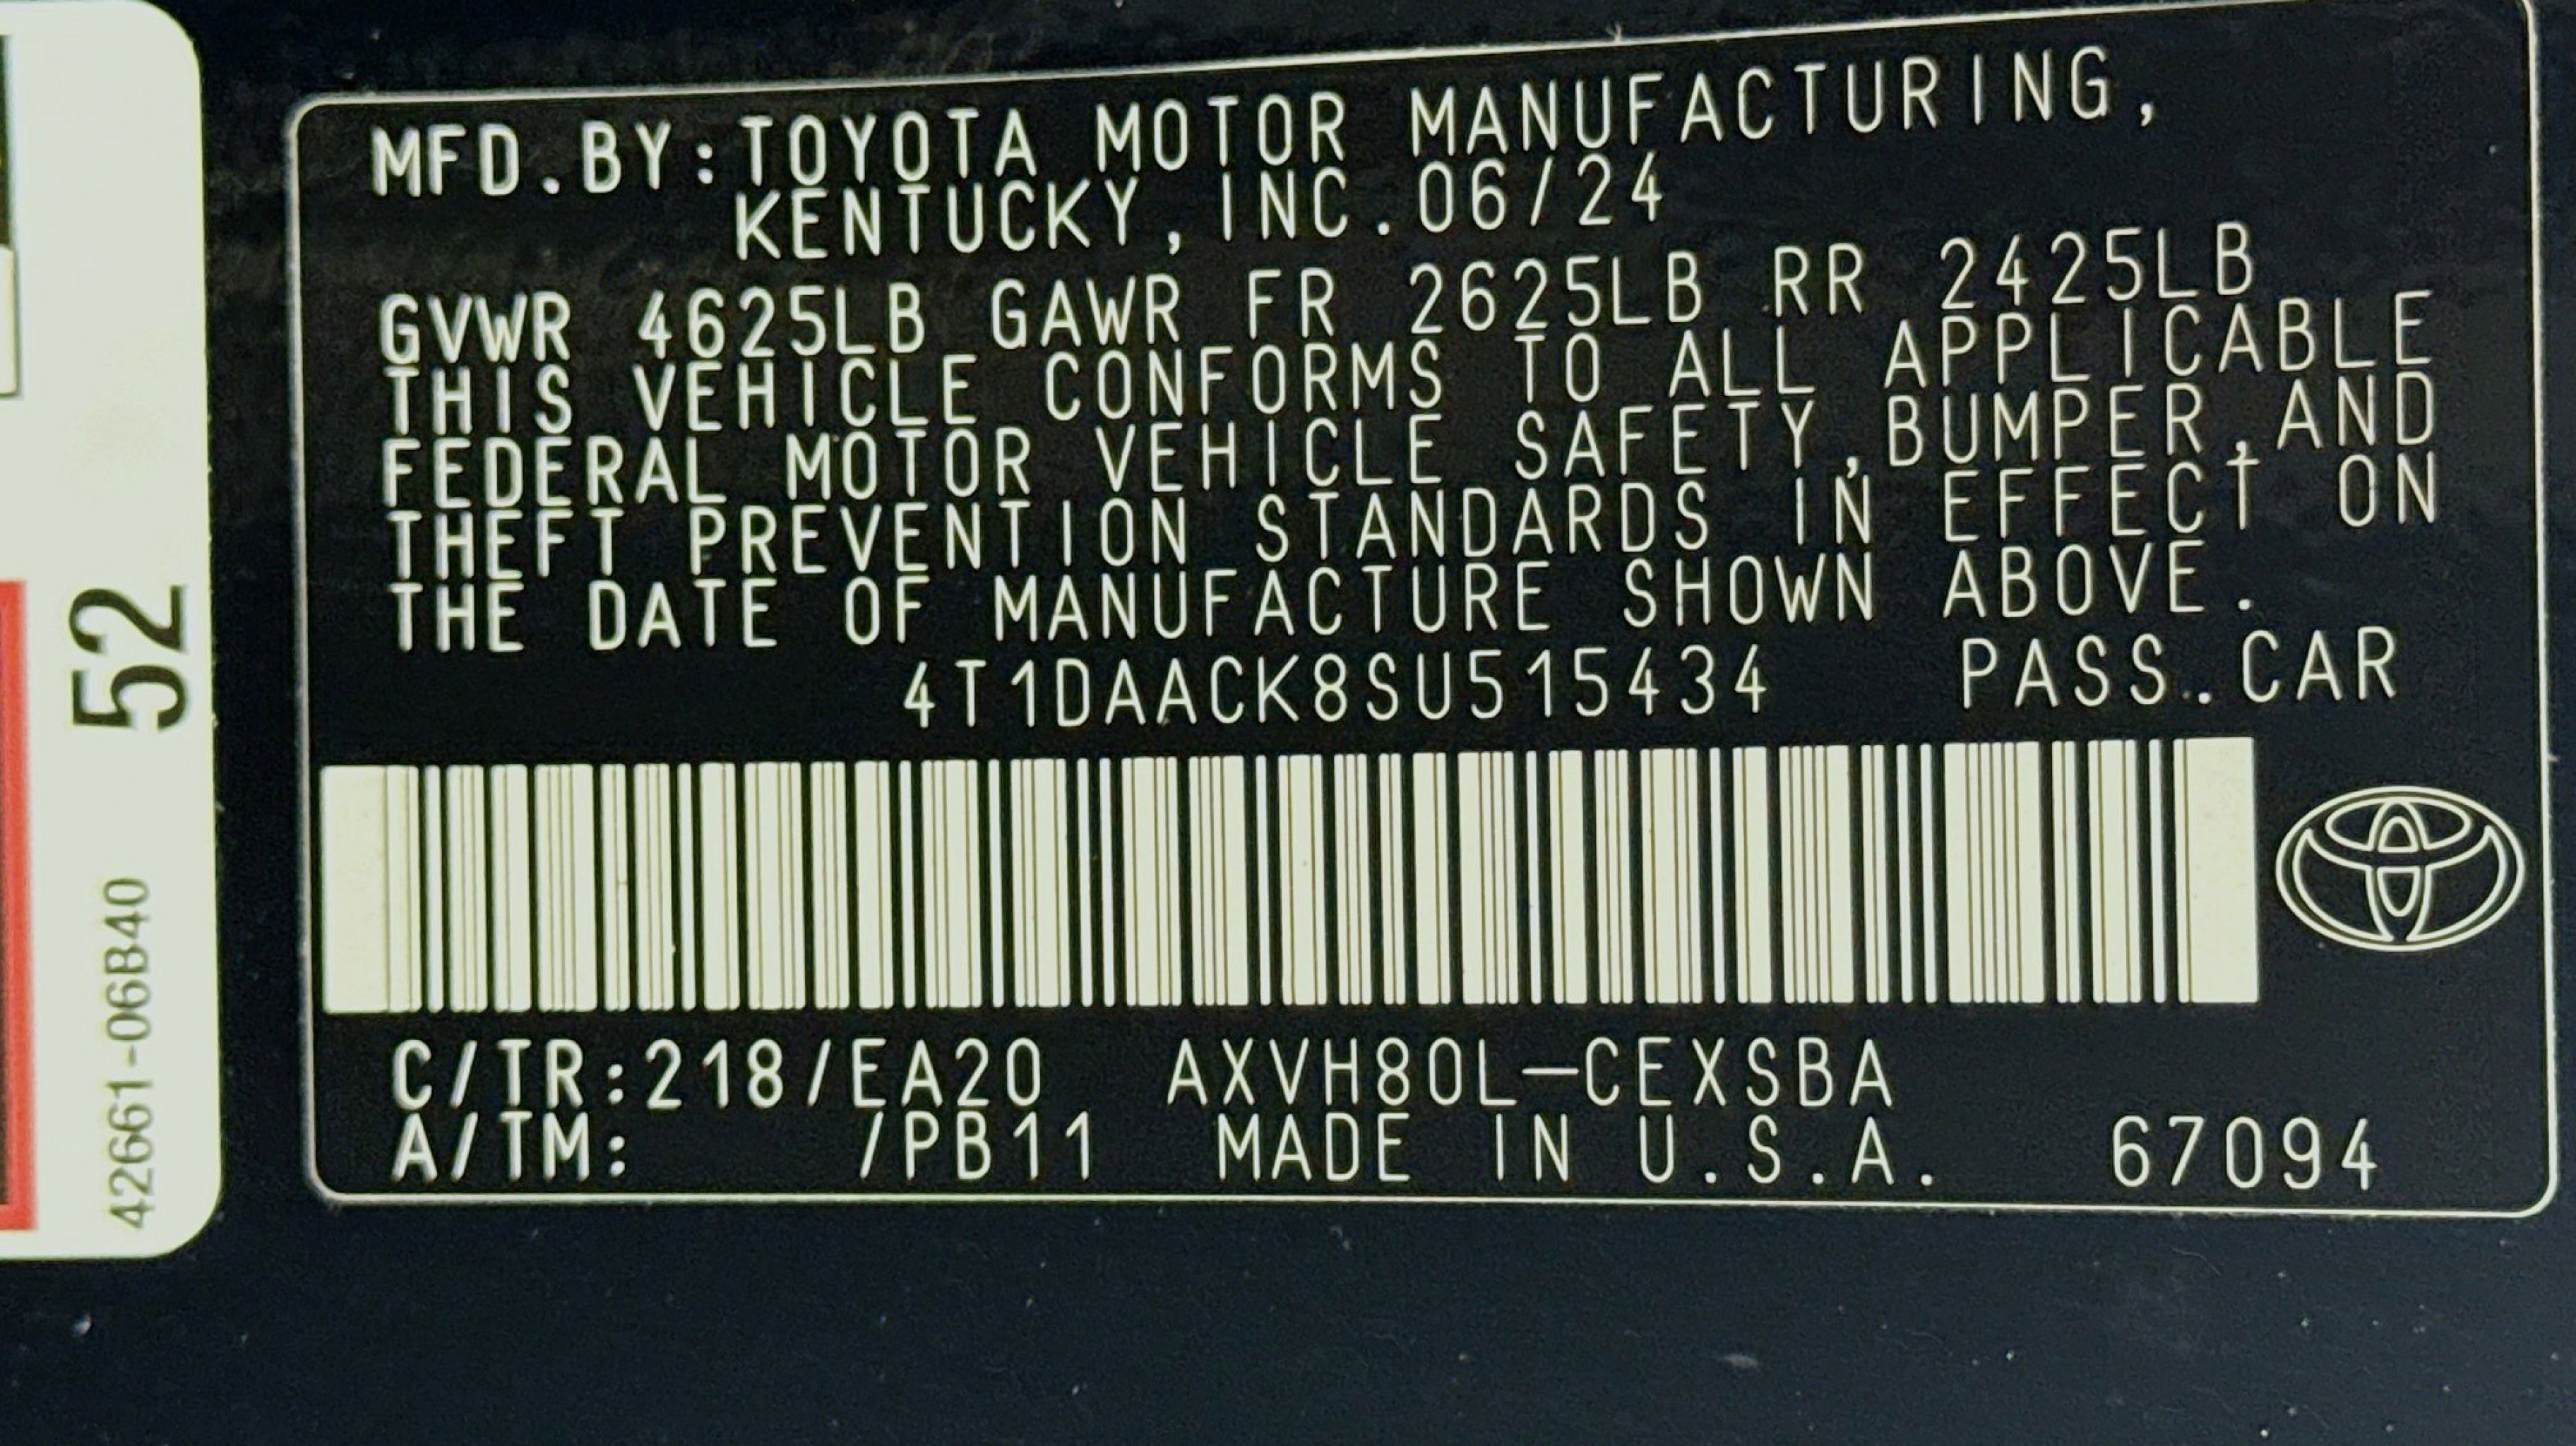 MFD.BY:TOYOTA MOTOR MANUFACTURING,
KENTUCKY,INC.06/24
GVWR 4625LB GAWR FR 2625LB RR 2425LB
THIS VEHICLE CONFORMS TO ALL APPLICABLE
FEDERAL MOTOR VEHICLE SAFETY,BUMPER,AND
THEFT PREVENTION STANDARDS IN EFFECT ON
THE DATE OF MANUFACTURE SHOWN ABOVE.
4T1DAACK8SU515434 PASS.CAR
C/TR:218/EA20 AXVH80L-CEXSBA
A/TM: /PB11 MADE IN U.S.A. 67094
52
42661-06B40